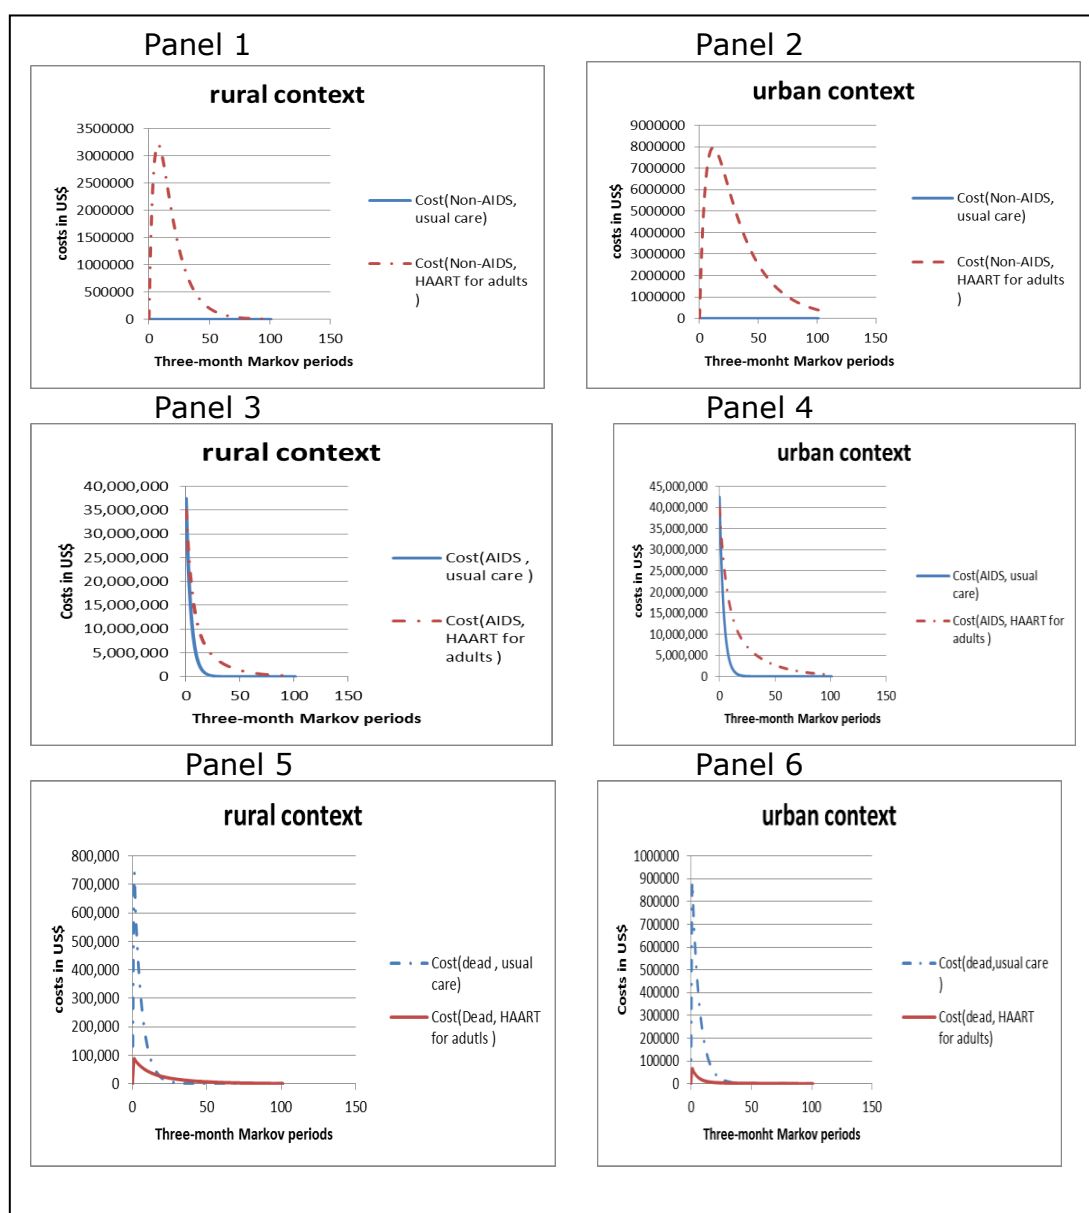 Panel 1
Panel 2
rural context
costs in US$
3500000
3000000
2500000
2000000
1500000
1000000
500000
0
0 50 100 150
Three-month Markov periods
Cost(Non-AIDS,
usual care)
Cost(Non-AIDS,
HAART for adults
)
urban context
costs in US$
9000000
8000000
7000000
6000000
5000000
4000000
3000000
2000000
1000000
0
0 50 100 150
Three-monht Markov periods
Cost(Non-AIDS,
usual care)
Cost(Non-AIDS,
HAART for adults
)
Panel 3
Panel 4
rural context
Costs in US$
40,000,000
35,000,000
30,000,000
25,000,000
20,000,000
15,000,000
10,000,000
5,000,000
0
0 50 100 150
Three-month Markov periods
Cost(AIDS ,
usual care )
Cost(AIDS,
HAART for
adults )
urban context
costs in US$
45,000,000
40,000,000
35,000,000
30,000,000
25,000,000
20,000,000
15,000,000
10,000,000
5,000,000
0
0 50 100 150
Three-month Markov periods
Cost(AIDS, usual
care)
Cost(AIDS, HAART for
adults )
Panel 5
Panel 6
rural context
costs in US$
800,000
700,000
600,000
500,000
400,000
300,000
200,000
100,000
0
0 50 100 150
Three-month Markov periods
Cost(dead , usual
care)
Cost(Dead, HAART
for adutls )
urban context
Costs in US$
1000000
900000
800000
700000
600000
500000
400000
300000
200000
100000
0
0 50 100 150
Three-monht Markov periods
Cost(dead,usual care
)
Cost(dead, HAART
for adults)